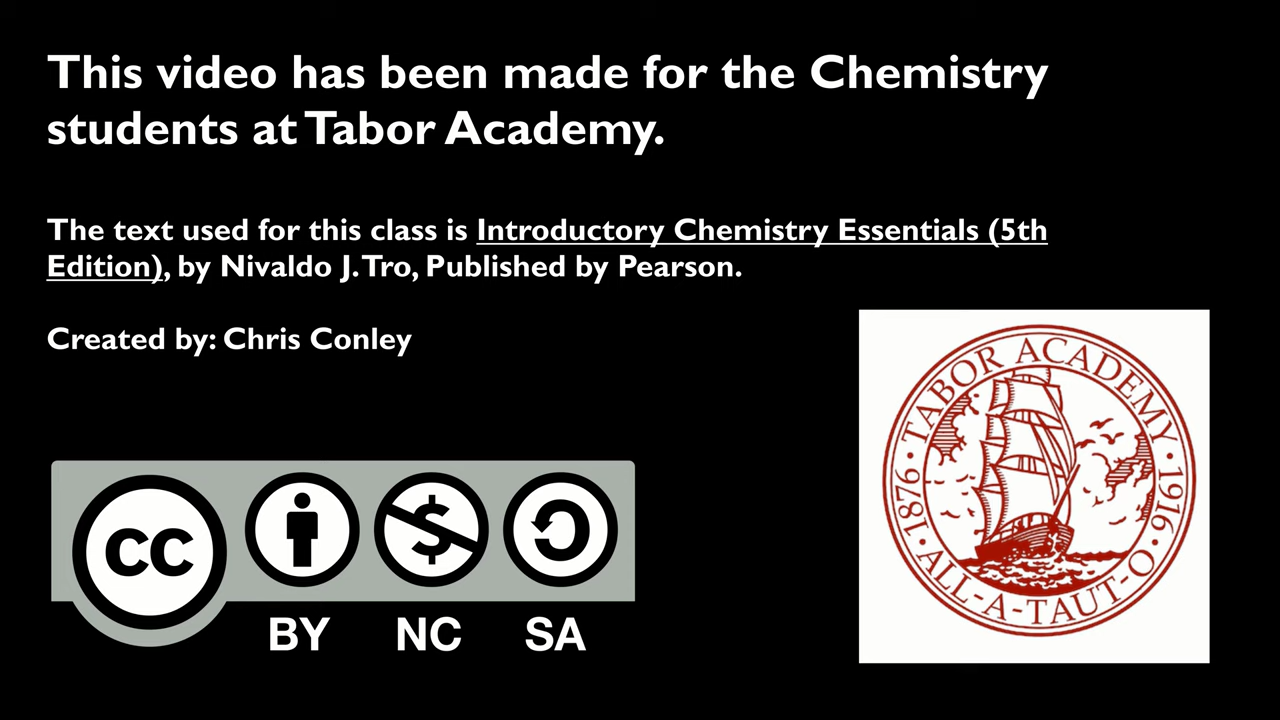 This video has been made for the Chemistry
students at Tabor Academy.
The text used for this class is Introductory Chemistry Essentials (5th
Edition), by Nivaldo J. Tro, Published by Pearson.
Created by: Chris Conley
CC
BY NC SA
· TABOR ACADEMY · 1916 · O
1876 · ALL-A-TAUT-O